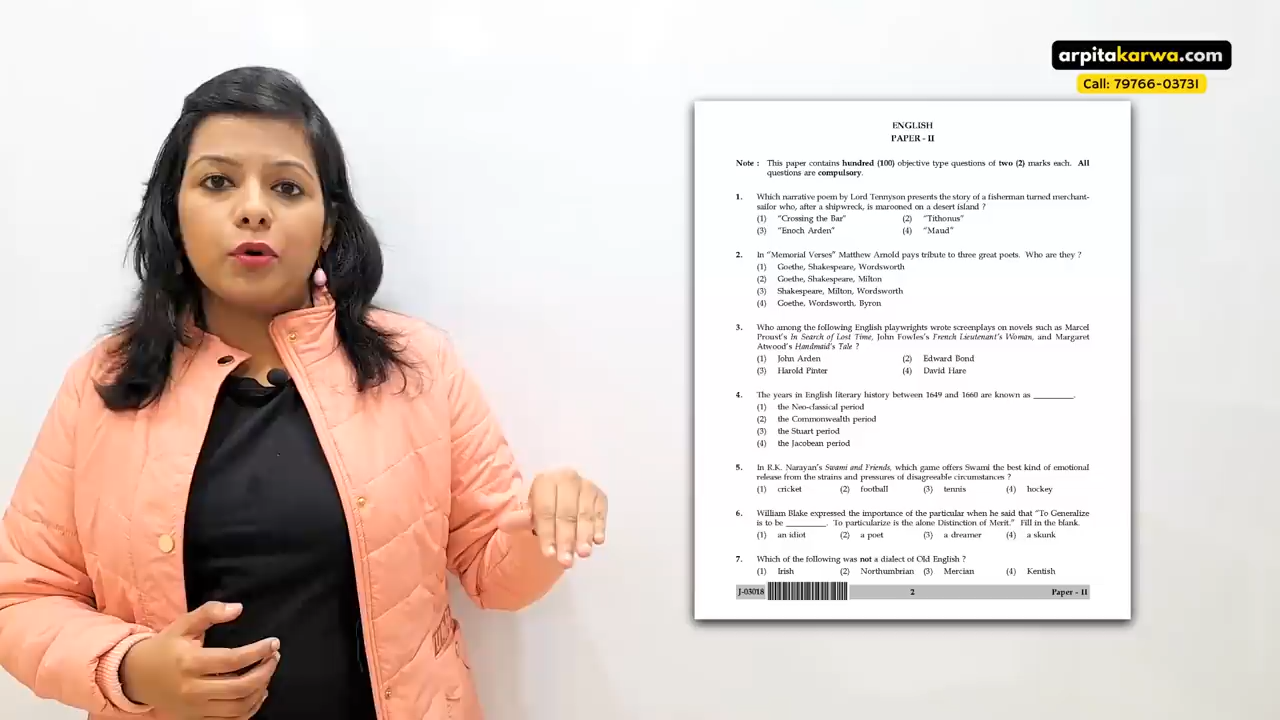 arpitakarwa.com
Call: 79766-03731
ENGLISH
PAPER - II
Note : This paper contains hundred (100) objective type questions of two (2) marks each. All
questions are compulsory.
1. Which narrative poem by Lord Tennyson presents the story of a fisherman turned merchant-
sailor who, after a shipwreck, is marooned on a desert island ?
(1) "Crossing the Bar" (2) "Tithonus"
(3) "Enoch Arden" (4) "Maud"
2. In "Memorial Verses" Matthew Arnold pays tribute to three great poets. Who are they ?
(1) Goethe, Shakespeare, Wordsworth
(2) Goethe, Shakespeare, Milton
(3) Shakespeare, Milton, Wordsworth
(4) Goethe, Wordsworth, Byron
3. Who among the following English playwrights wrote screenplays on novels such as Marcel
Proust's In Search of Lost Time, John Fowles's French Lieutenant's Woman, and Margaret
Atwood's Handmaid's Tale ?
(1) John Arden (2) Edward Bond
(3) Harold Pinter (4) David Hare
4. The years in English literary history between 1649 and 1660 are known as _________.
(1) the Neo-classical period
(2) the Commonwealth period
(3) the Stuart period
(4) the Jacobean period
5. In R.K. Narayan's Swami and Friends, which game offers Swami the best kind of emotional
release from the strains and pressures of disagreeable circumstances ?
(1) cricket (2) football (3) tennis (4) hockey
6. William Blake expressed the importance of the particular when he said that "To Generalize
is to be _________. To particularize is the alone Distinction of Merit." Fill in the blank.
(1) an idiot (2) a poet (3) a dreamer (4) a skunk
7. Which of the following was not a dialect of Old English ?
(1) Irish (2) Northumbrian (3) Mercian (4) Kentish
J-03018 2 Paper - II